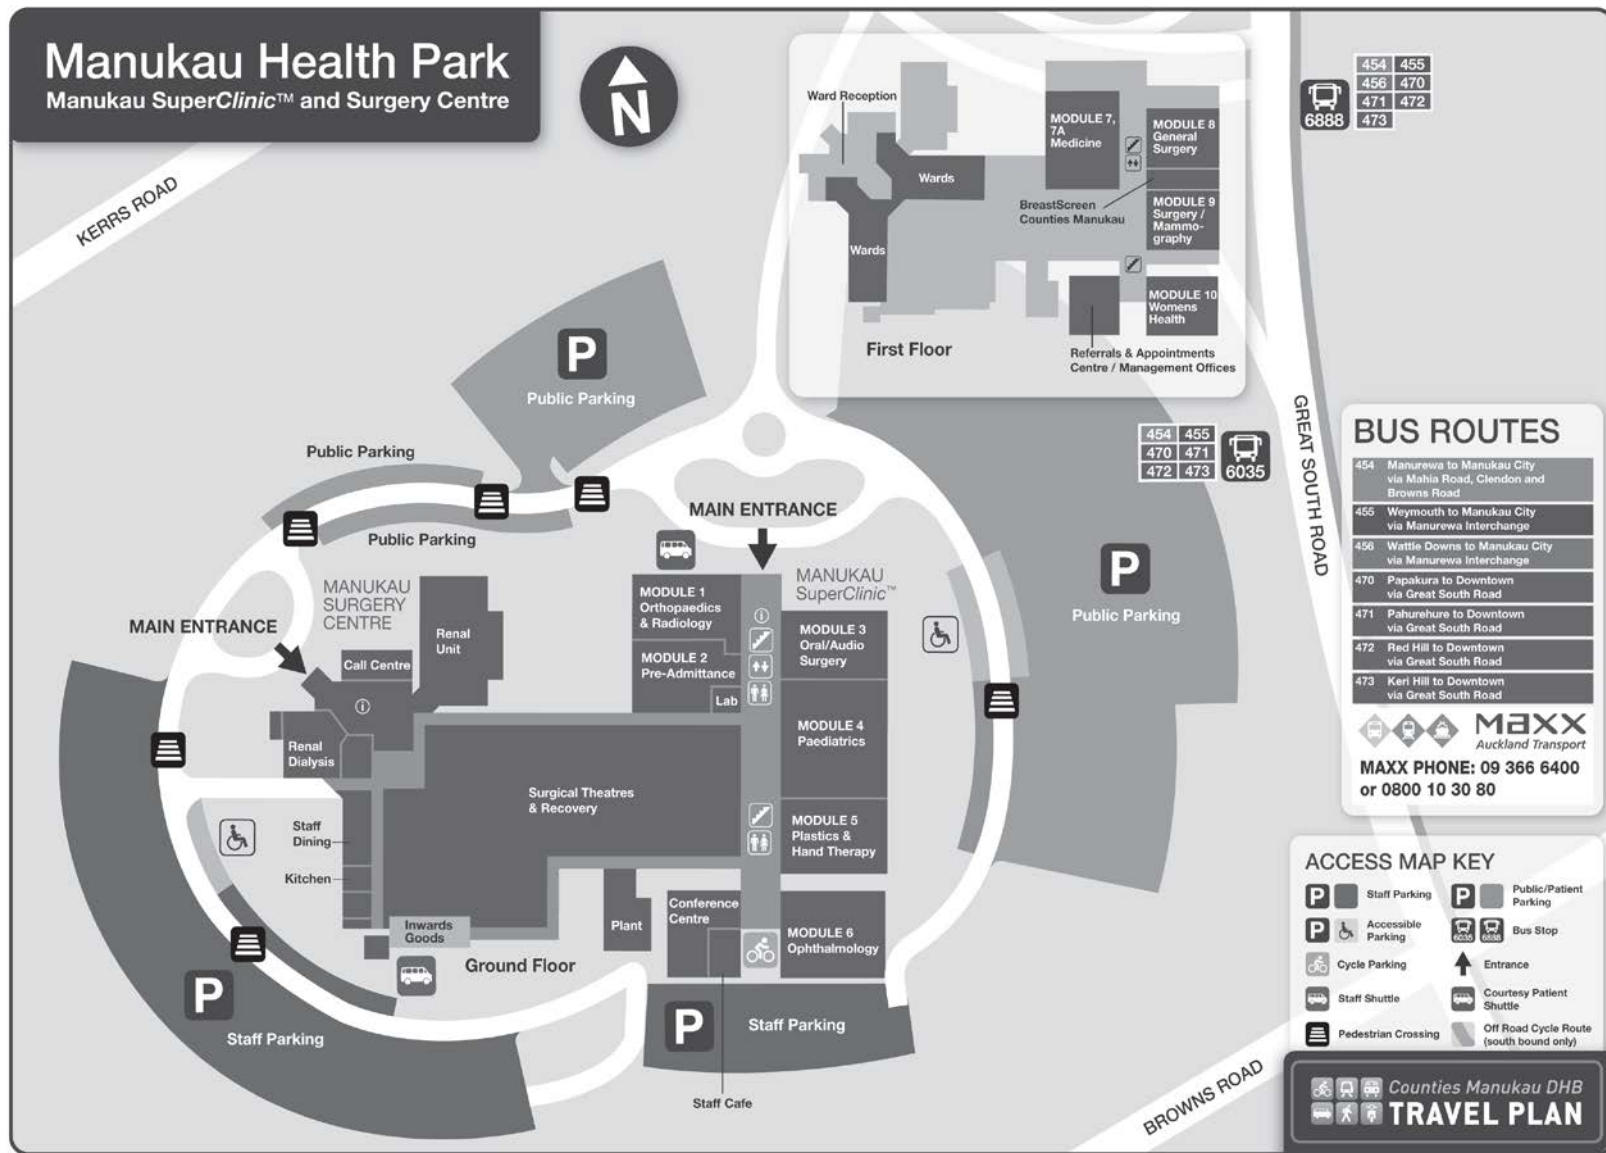 Manukau Health Park
Manukau SuperClinic™ and Surgery Centre
N
KERRS ROAD
Ward Reception
MODULE 7,
7A
Medicine
MODULE 8
General
Surgery
Wards
BreastScreen
Counties Manukau
MODULE 9
Surgery /
Mammo-
graphy
Wards
MODULE 10
Womens
Health
First Floor
Referrals & Appointments
Centre / Management Offices
6888
454 455
456 470
471 472
473
P
Public Parking
GREAT SOUTH ROAD
454 455
470 471
472 473
6035
Public Parking
Public Parking
MAIN ENTRANCE
P
Public Parking
MANUKAU
SURGERY
CENTRE
MAIN ENTRANCE
Call Centre
Renal
Unit
i
Renal
Dialysis
MODULE 1
Orthopaedics
& Radiology
MODULE 2
Pre-Admittance
Lab
i
MANUKAU
SuperClinic™
MODULE 3
Oral/Audio
Surgery
MODULE 4
Paediatrics
MODULE 5
Plastics &
Hand Therapy
Surgical Theatres
& Recovery
Staff
Dining
Kitchen
Inwards
Goods
Ground Floor
Plant
Conference
Centre
MODULE 6
Ophthalmology
P
Staff Parking
P
Staff Parking
Staff Cafe
BROWNS ROAD
BUS ROUTES
454 Manurewa to Manukau City
via Mahia Road, Clendon and
Browns Road
455 Weymouth to Manukau City
via Manurewa Interchange
456 Wattle Downs to Manukau City
via Manurewa Interchange
470 Papakura to Downtown
via Great South Road
471 Pahurehure to Downtown
via Great South Road
472 Red Hill to Downtown
via Great South Road
473 Keri Hill to Downtown
via Great South Road
maxx
Auckland Transport
MAXX PHONE: 09 366 6400
or 0800 10 30 80
ACCESS MAP KEY
P Staff Parking
P Public/Patient
Parking
P Accessible
Parking
6035 6888 Bus Stop
Cycle Parking
Entrance
Staff Shuttle
Courtesy Patient
Shuttle
Pedestrian Crossing
Off Road Cycle Route
(south bound only)
Counties Manukau DHB
TRAVEL PLAN